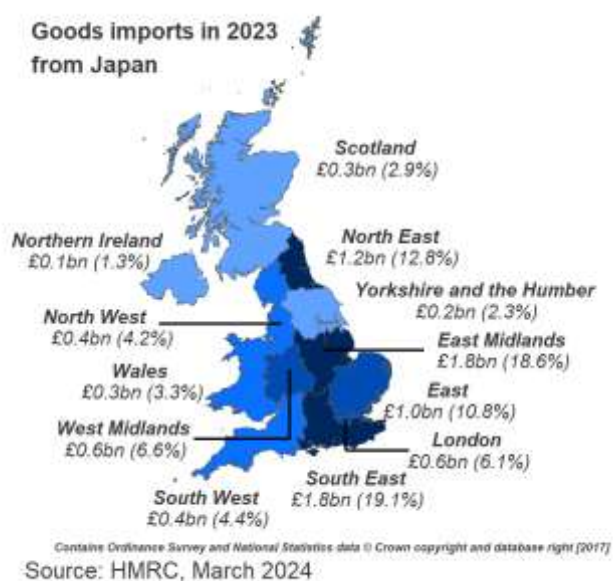 Goods imports in 2023
from Japan
Scotland
£0.3bn (2.9%)
Northern Ireland
£0.1bn (1.3%)
North East
£1.2bn (12.8%)
Yorkshire and the Humber
£0.2bn (2.3%)
North West
£0.4bn (4.2%)
East Midlands
£1.8bn (18.6%)
Wales
£0.3bn (3.3%)
East
£1.0bn (10.8%)
West Midlands
£0.6bn (6.6%)
London
£0.6bn (6.1%)
South West
£0.4bn (4.4%)
South East
£1.8bn (19.1%)
Contains Ordinance Survey and National Statistics data © Crown copyright and database right [2017]
Source: HMRC, March 2024